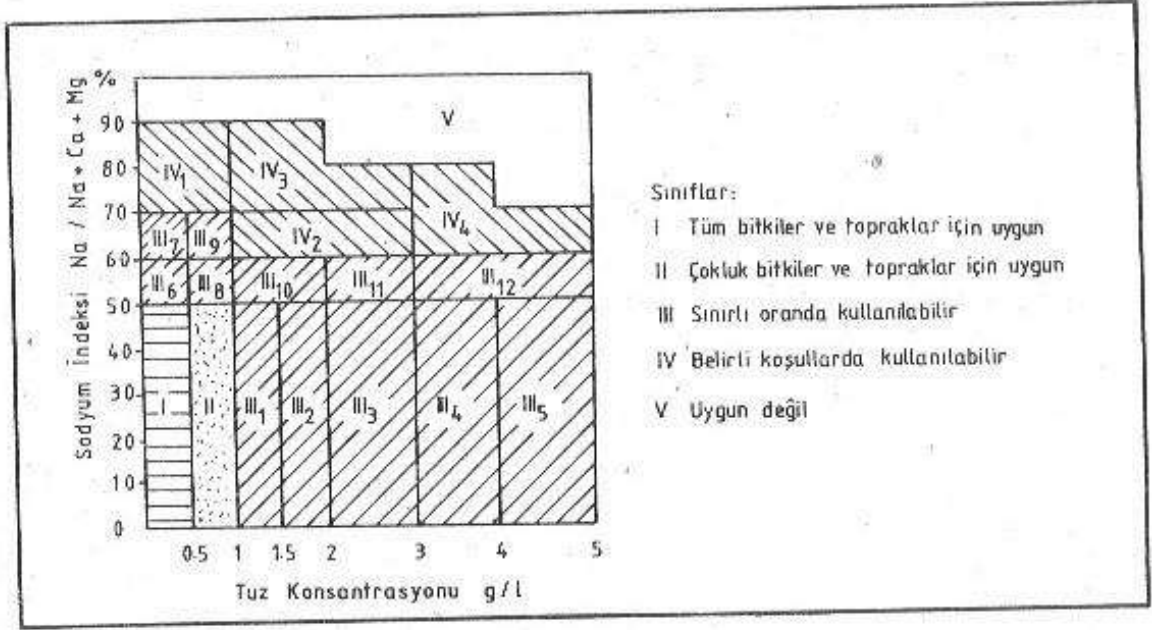 %
Sodyum İndeksi Na / Na + Ca + Mg
90
80
70
60
50
40
30
20
10
0
V
IV1
IV3
IV2
IV4
III7
III9
III6
III8
III10
III11
III12
I
II
III1
III2
III3
III4
III5
0.5
1
1.5
2
3
4
5
Tuz Konsantrasyonu g/l
Sınıflar:
I Tüm bitkiler ve topraklar için uygun
II Çokluk bitkiler ve topraklar için uygun
III Sınırlı oranda kullanılabilir
IV Belirli koşullarda kullanılabilir
V Uygun değil